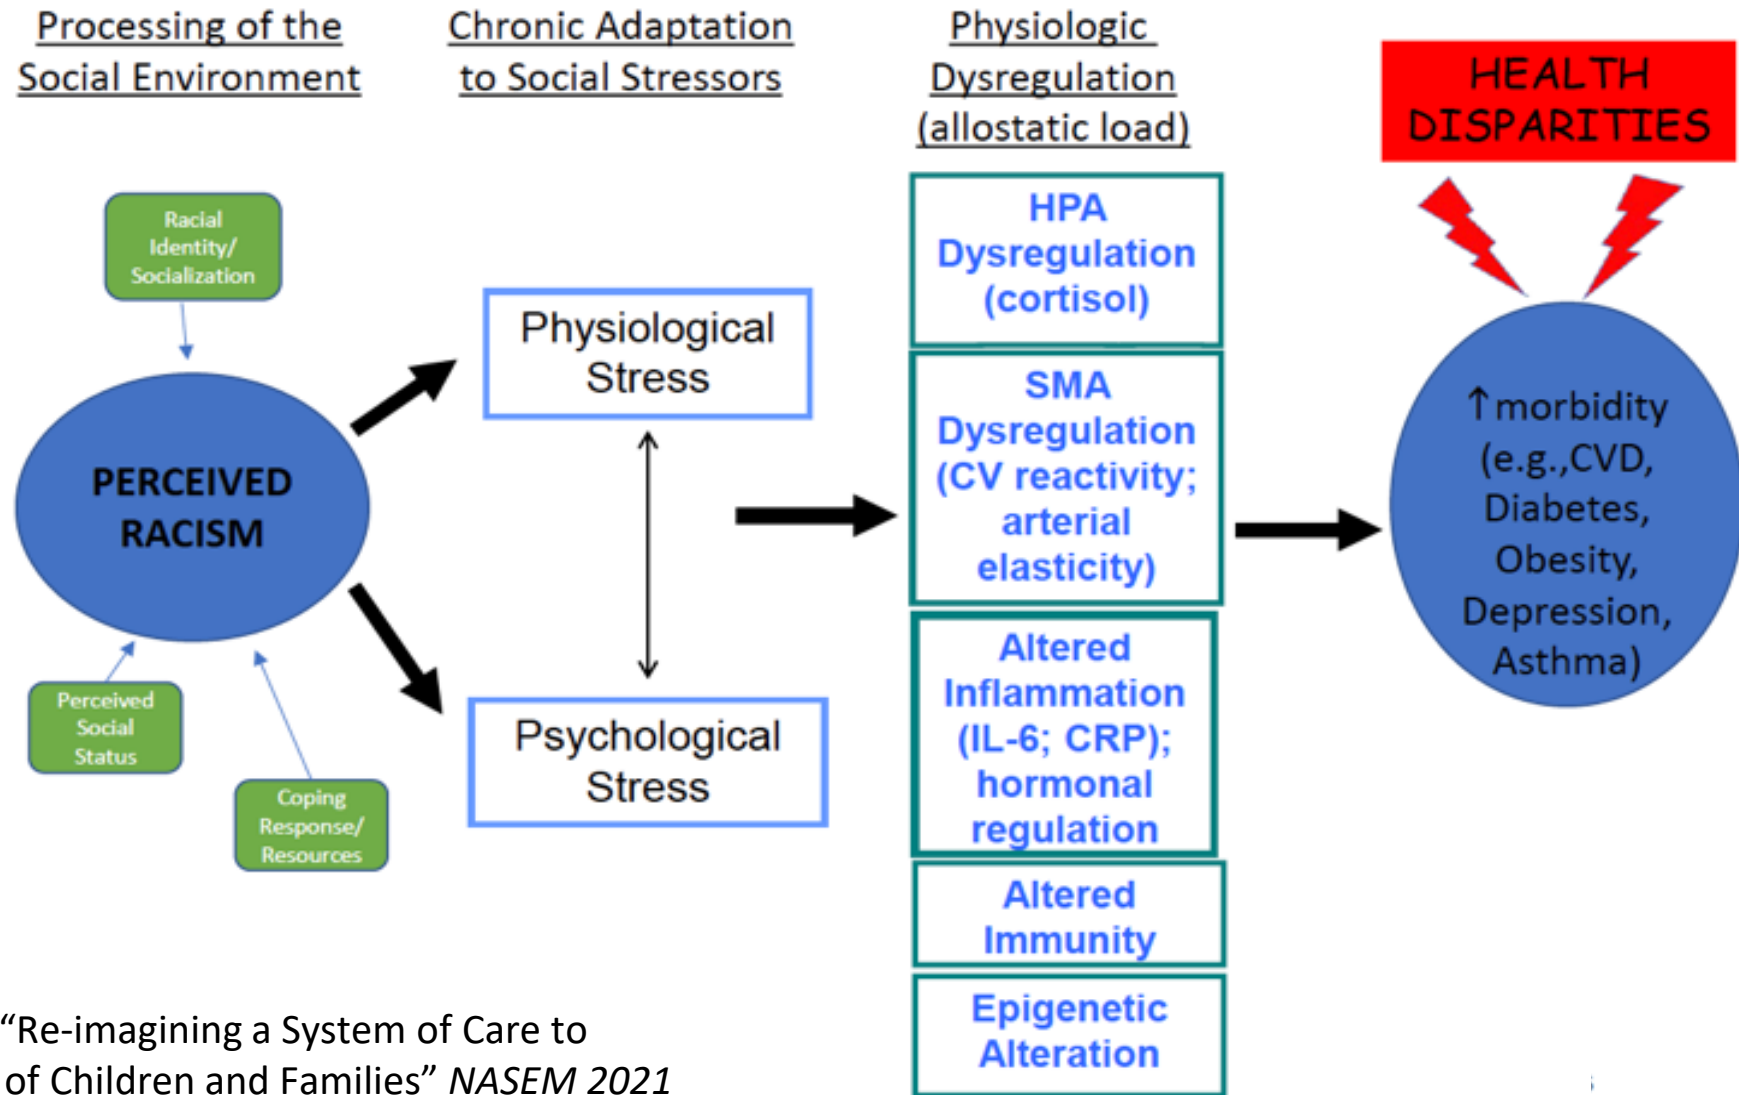 Processing of the
Social Environment
Chronic Adaptation
to Social Stressors
Physiologic
Dysregulation
(allostatic load)
HEALTH
DISPARITIES
Racial
Identity/
Socialization
PERCEIVED
RACISM
Perceived
Social
Status
Coping
Response/
Resources
Physiological
Stress
Psychological
Stress
HPA
Dysregulation
(cortisol)
SMA
Dysregulation
(CV reactivity;
arterial
elasticity)
Altered
Inflammation
(IL-6; CRP);
hormonal
regulation
Altered
Immunity
Epigenetic
Alteration
↑morbidity
(e.g.,CVD,
Diabetes,
Obesity,
Depression,
Asthma)
“Re-imagining a System of Care to
of Children and Families” NASEM 2021